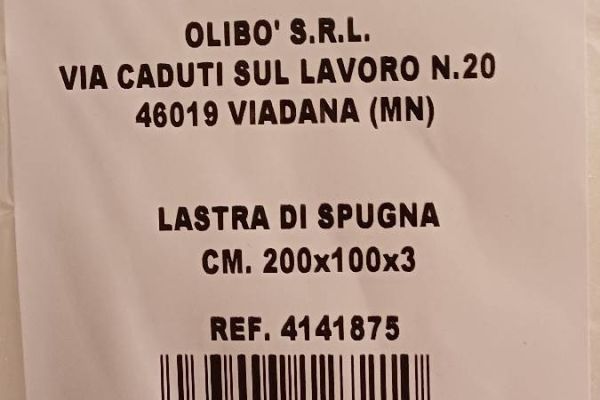 OLIBO' S.R.L.
VIA CADUTI SUL LAVORO N.20
46019 VIADANA (MN)
LASTRA DI SPUGNA
CM. 200x100x3
REF. 4141875